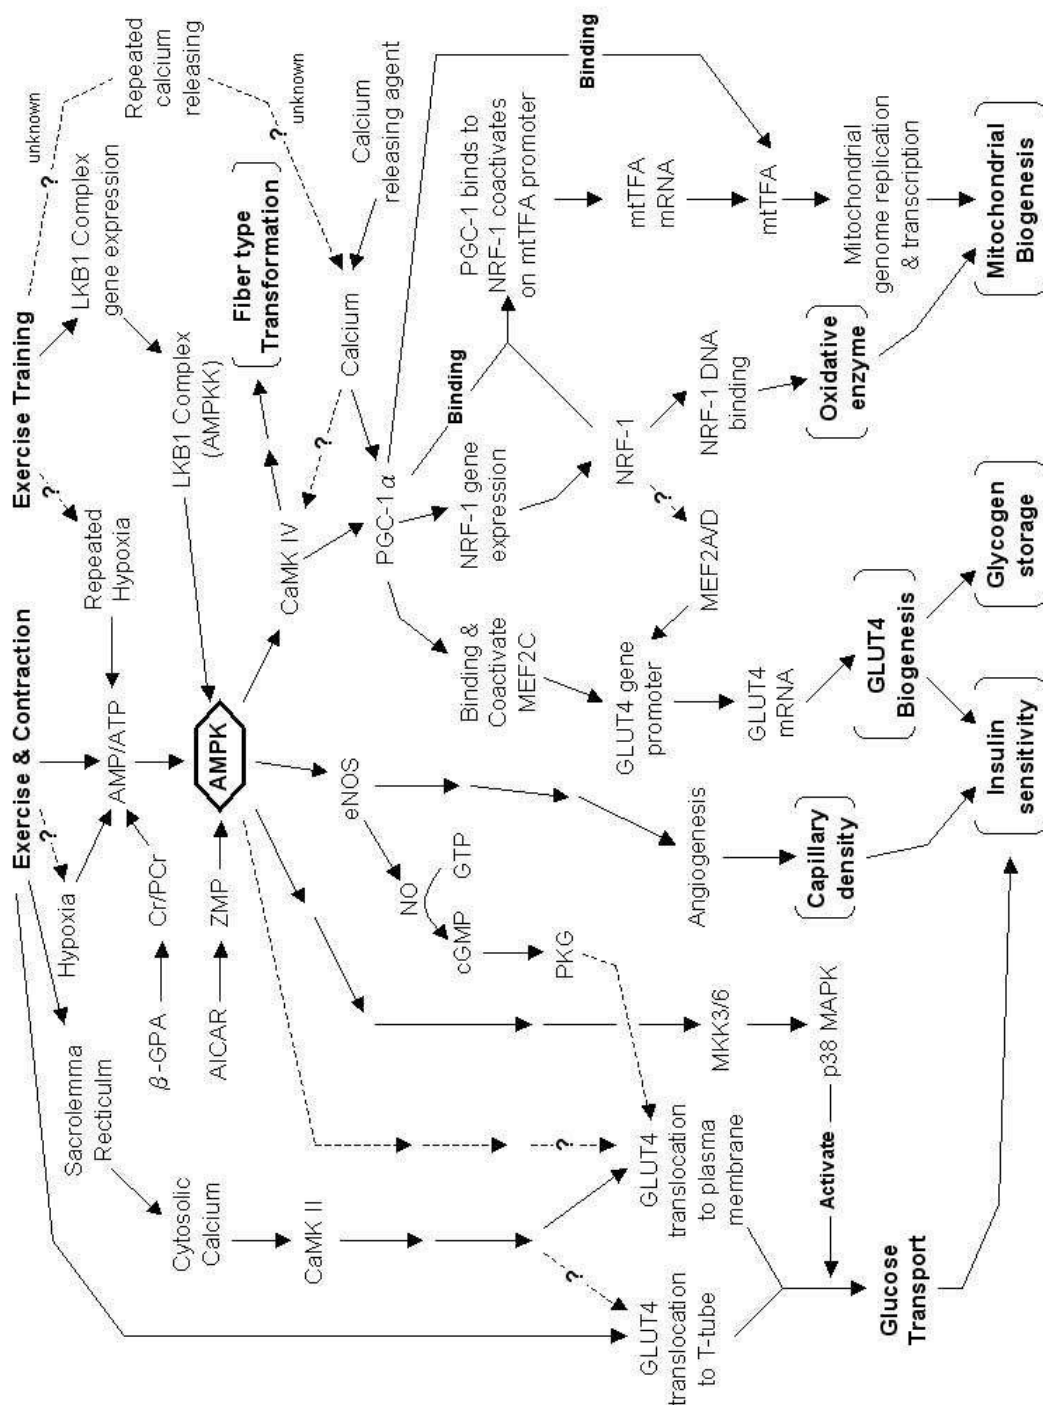 Exercise & Contraction
Exercise Training
?
?
?
unknown
Hypoxia
Repeated
Hypoxia
LKB1 Complex
gene expression
Repeated
calcium
releasing
Sacrolemma
Recticulm
β-GPA
Cr/PCr
AMP/ATP
LKB1 Complex
(AMPKK)
?
unknown
Cytosolic
Calcium
AICAR
ZMP
AMPK
Fiber type
Transformation
CaMK II
eNOS
CaMK IV
?
Calcium
Calcium
releasing agent
NO
cGMP
GTP
PGC-1α
Binding
Binding &
Coactivate
MEF2C
NRF-1 gene
expression
PGC-1 binds to
NRF-1 coactivates
on mtTFA promoter
Binding
PKG
?
?
GLUT4
translocation
to T-tube
GLUT4
translocation
to plasma
membrane
GLUT4 gene
promoter
NRF-1
?
mtTFA
mRNA
MKK3/6
Angiogenesis
MEF2A/D
NRF-1 DNA
binding
mtTFA
Activate
p38 MAPK
GLUT4
mRNA
Capillary
density
Oxidative
enzyme
Mitochondrial
genome replication
& transcription
GLUT4
Biogenesis
Glucose
Transport
Insulin
sensitivity
Glycogen
storage
Mitochondrial
Biogenesis